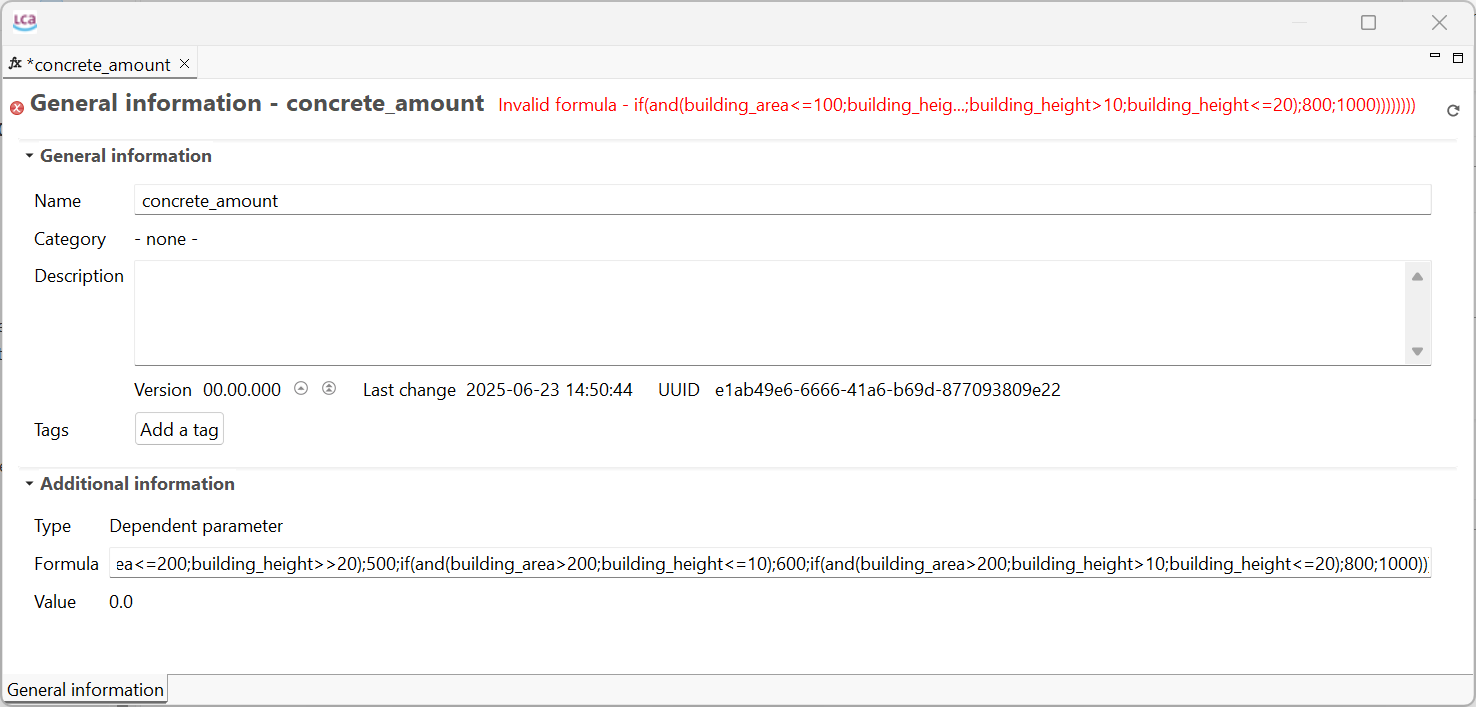 lca
fx *concrete_amount
General information - concrete_amount Invalid formula - if(and(building_area<=100;building_heig...;building_height>10;building_height<=20);800;1000))))))))
General information
Name concrete_amount
Category - none -
Description
Version 00.00.000 Last change 2025-06-23 14:50:44 UUID e1ab49e6-6666-41a6-b69d-877093809e22
Tags Add a tag
Additional information
Type Dependent parameter
Formula ea<=200;building_height>>20);500;if(and(building_area>200;building_height<=10);600;if(and(building_area>200;building_height>10;building_height<=20);800;1000))
Value 0.0
General information